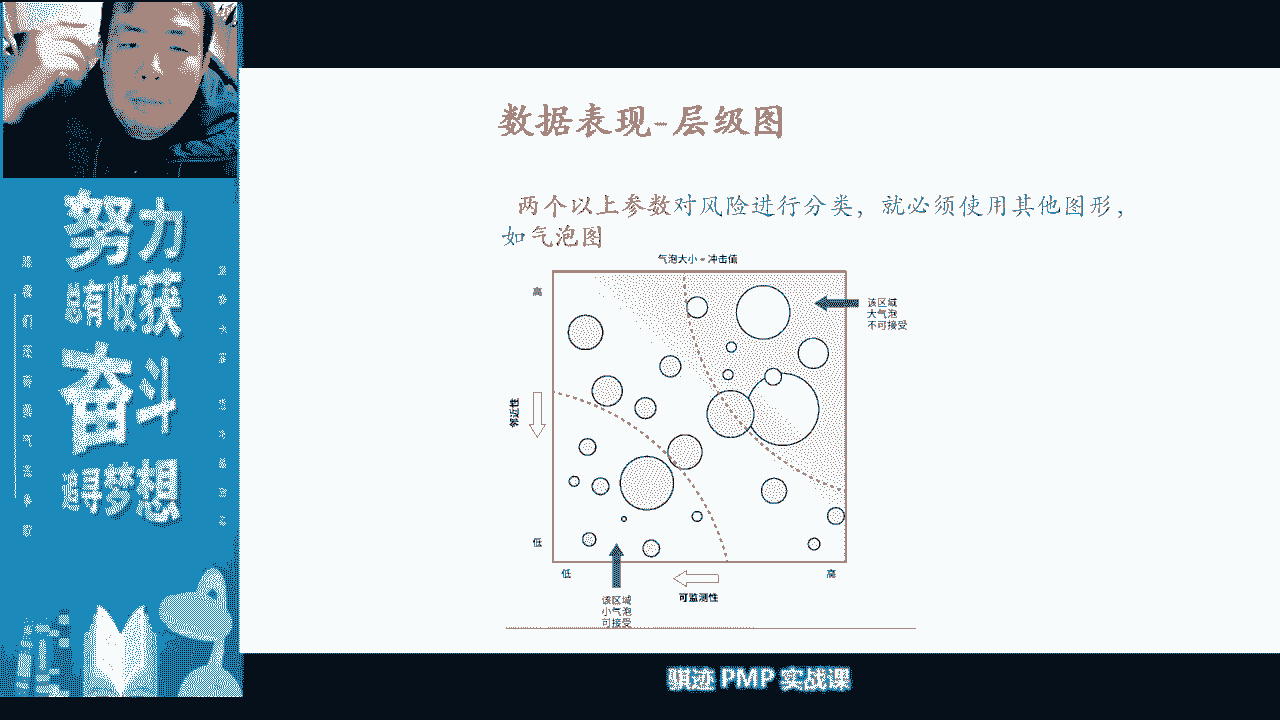 数据表现-层级图
两个以上参数对风险进行分类，就必须使用其他图形，
如气泡图
气泡大小 = 冲击值
高
该区域
大气泡
不可接受
邻近性
低
低
高
可监测性
该区域
小气泡
可接受
努力
总有收获
奋斗
追寻梦想
骐迹 PMP 实战课